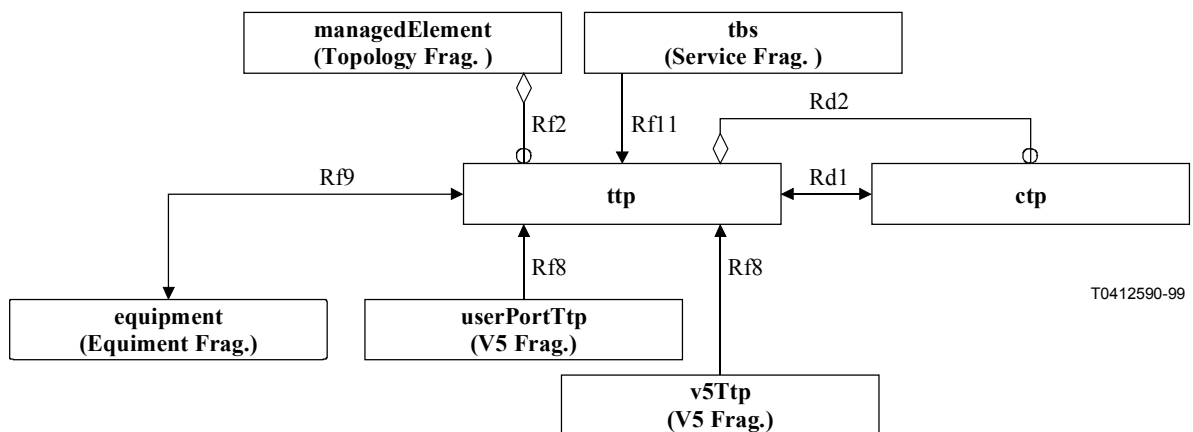 managedElement
(Topology Frag. )
tbs
(Service Frag. )
Rd2
Rf2
Rf11
Rf9
ttp
Rd1
ctp
Rf8
Rf8
T0412590-99
equipment
(Equiment Frag.)
userPortTtp
(V5 Frag.)
v5Ttp
(V5 Frag.)